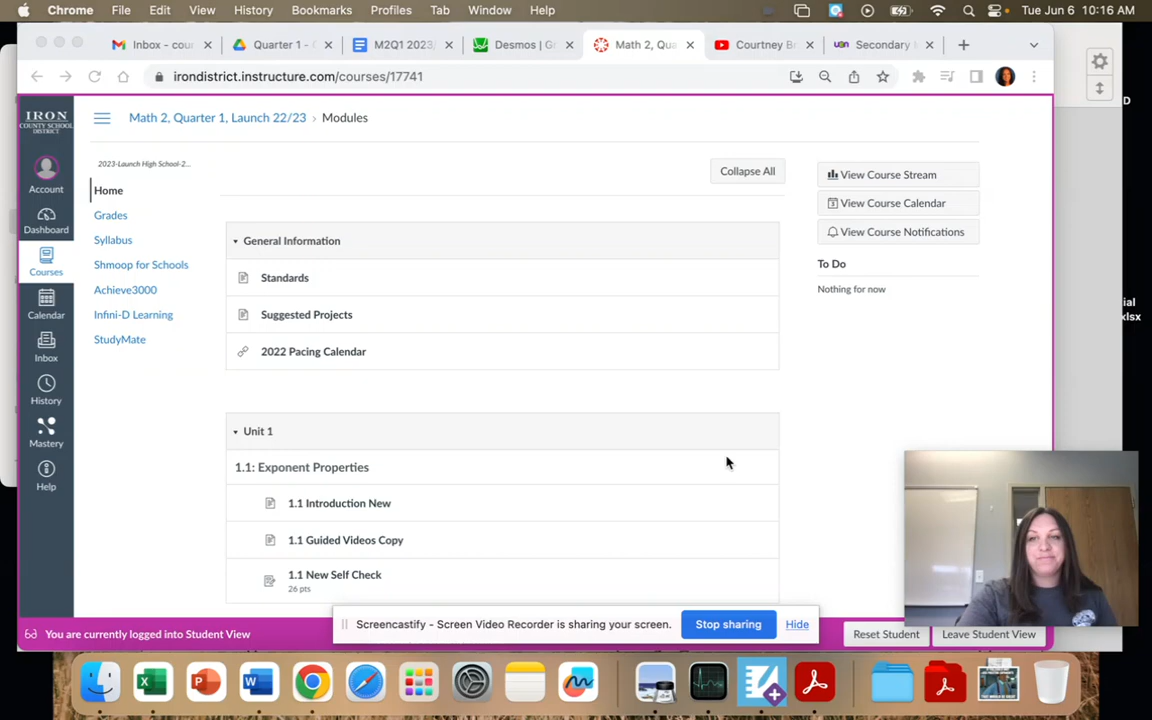 Chrome File Edit View History Bookmarks Profiles Tab Window Help Tue Jun 6 10:16 AM
Inbox - cou Quarter 1 - M2Q1 2023/ Desmos | Gr Math 2, Qua Courtney B Secondary
irondistrict.instructure.com/courses/17741
IRON
COUNTY SCHOOL
DISTRICT
Account
Dashboard
Courses
Calendar
Inbox
History
Mastery
Help
Math 2, Quarter 1, Launch 22/23 › Modules
2023-Launch High School-2...
Home
Grades
Syllabus
Shmoop for Schools
Achieve3000
Infini-D Learning
StudyMate
Collapse All
General Information
Standards
Suggested Projects
2022 Pacing Calendar
Unit 1
1.1: Exponent Properties
1.1 Introduction New
1.1 Guided Videos Copy
1.1 New Self Check
26 pts
View Course Stream
View Course Calendar
View Course Notifications
To Do
Nothing for now
D
ial
xlsx
Screencastify - Screen Video Recorder is sharing your screen. Stop sharing Hide
You are currently logged into Student View Reset Student Leave Student View